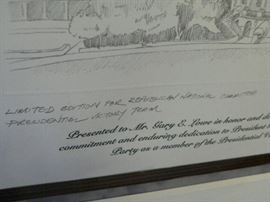 LIMITED EDITION FOR REPUBLICAN NATIONAL COMMITTEE
PRESIDENTIAL VICTORY TEAM
Presented to Mr. Gary E. Lowe in honor and
commitment and enduring dedication to President
Party as a member of the Presidential